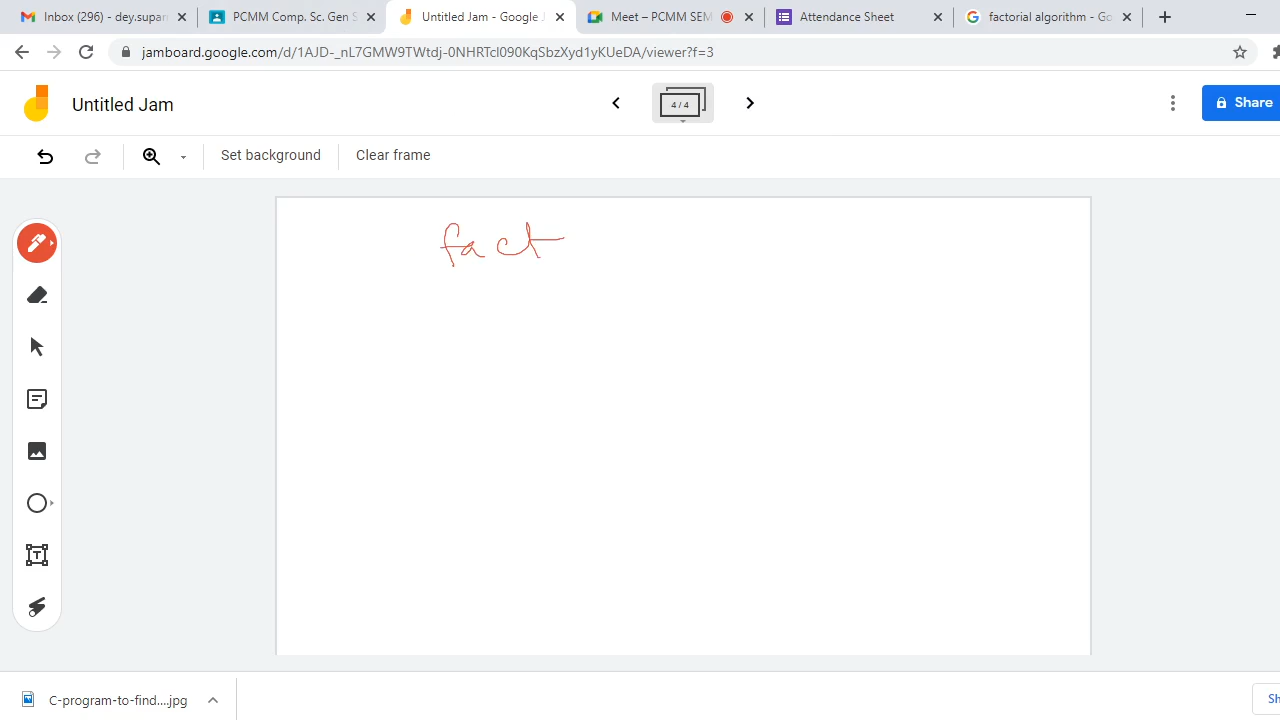 Inbox (296) - dey.supar
PCMM Comp. Sc. Gen S
Untitled Jam - Google J
Meet – PCMM SEM
Attendance Sheet
factorial algorithm - Go
jamboard.google.com/d/1AJD-_nL7GMW9TWtdj-0NHRTcl090KqSbzXyd1yKUeDA/viewer?f=3
Untitled Jam
4 / 4
Share
Set background
Clear frame
fact
C-program-to-find....jpg
Sh